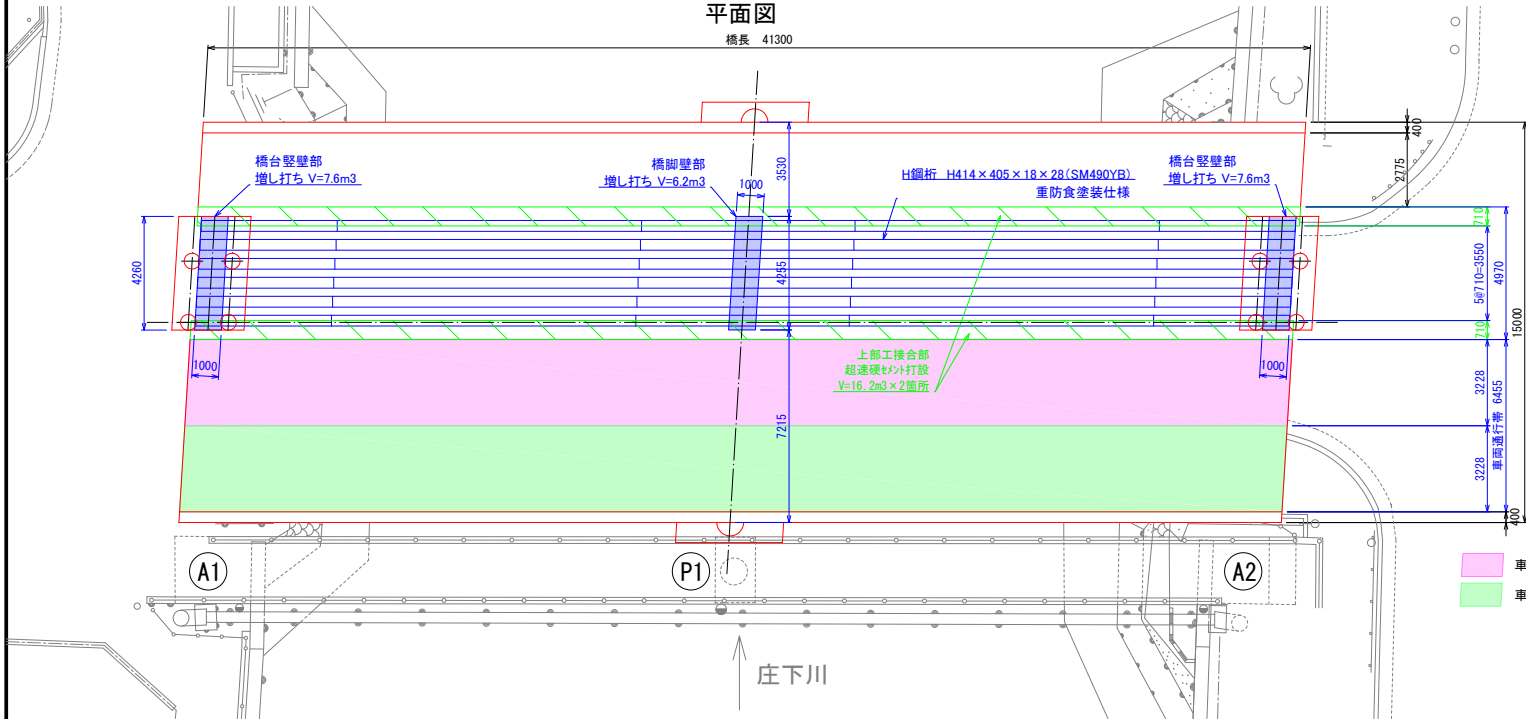 平面図
橋長 41300
橋台竪壁部
増し打ち V=7.6m3
橋脚壁部
増し打ち V=6.2m3
1000
3530
H鋼桁 H414×405×18×28(SM490YB)
重防食塗装仕様
橋台竪壁部
増し打ち V=7.6m3
400
2775
710
4260
4255
5@710=3550
4970
15000
710
1000
1000
上部工接合部
超速硬ｾﾒﾝﾄ打設
V=16.2m3×2箇所
7215
3228
車両通行帯 6455
3228
400
A1
P1
A2
車
車
庄下川